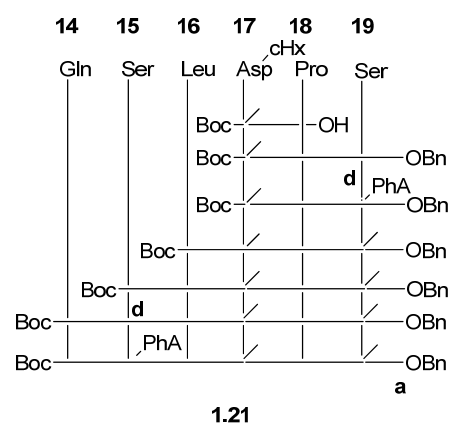 14 15 16 17 18 19
cHx
Gln Ser Leu Asp Pro Ser
Boc OH
Boc OBn
d PhA
Boc OBn
Boc OBn
Boc OBn
d
Boc OBn
PhA
Boc OBn
a
1.21